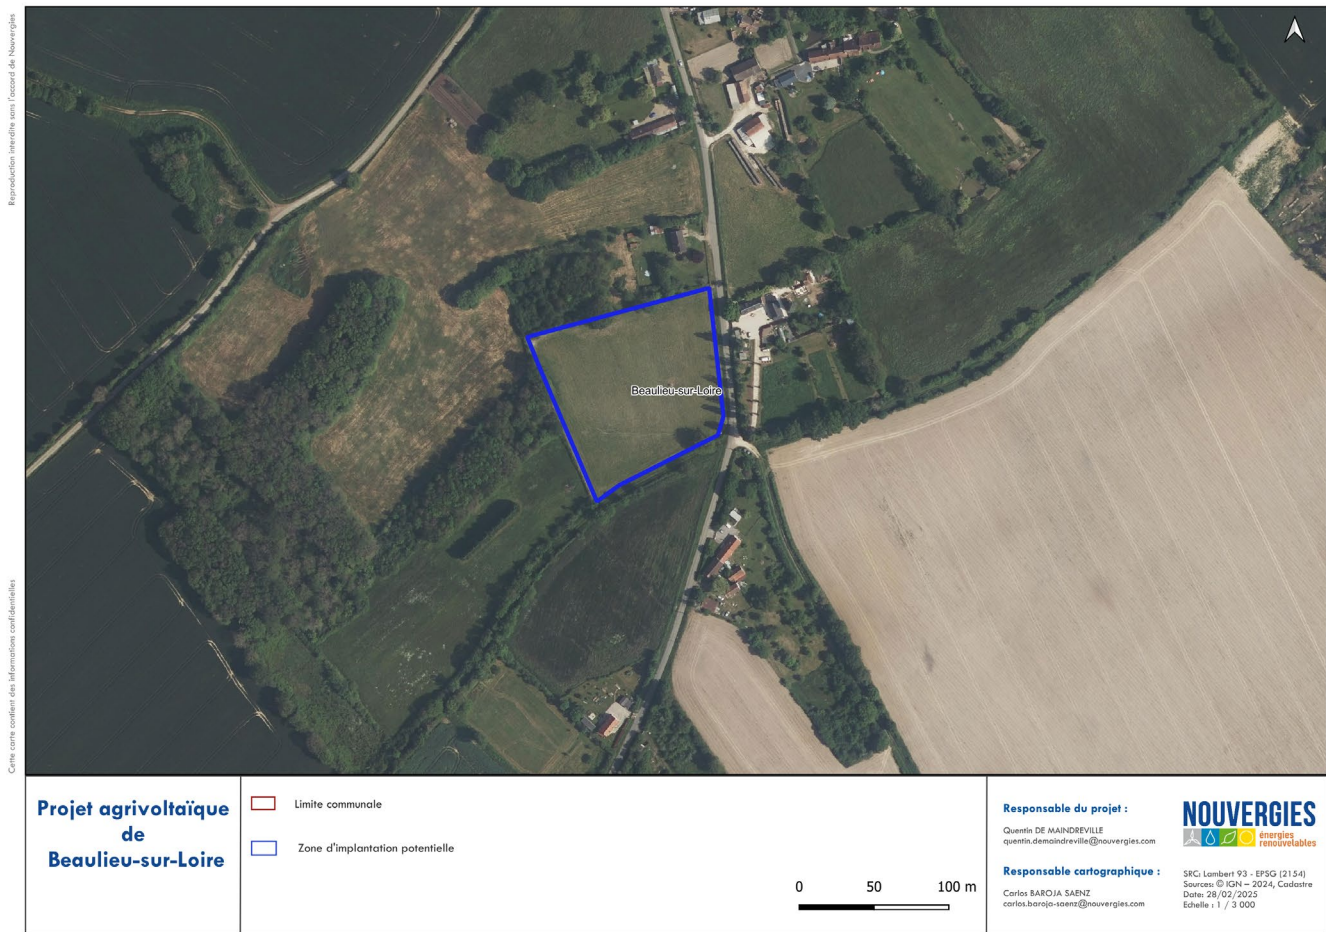 Reproduction interdite sans l'accord de Nouvergies
Cette carte contient des informations confidentielles
Beaulieu-sur-Loire
Projet agrivoltaïque
de
Beaulieu-sur-Loire
Limite communale
Zone d'implantation potentielle
0 50 100 m
Responsable du projet :
Quentin DE MAINDREVILLE
quentin.demaindreville@nouvergies.com
Responsable cartographique :
Carlos BAROJA SAENZ
carlos.baroja-saenz@nouvergies.com
NOUVERGIES
énergies
renouvelables
SRC: Lambert 93 - EPSG (2154)
Sources: © IGN – 2024, Cadastre
Date: 28/02/2025
Echelle : 1 / 3 000